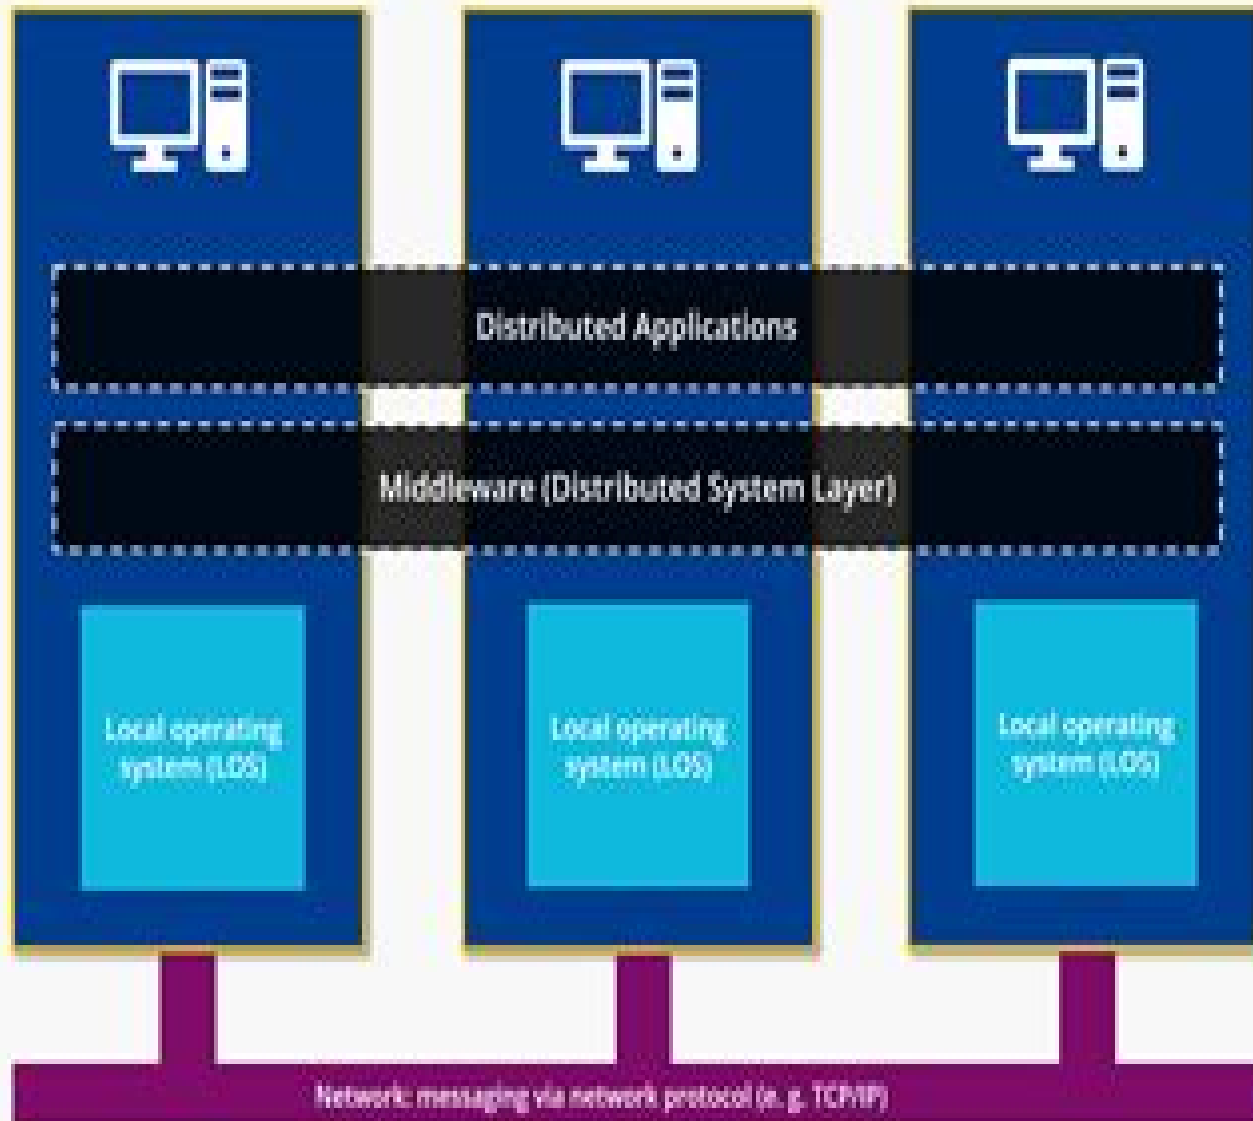 Distributed Applications
Middleware (Distributed System Layer)
Local operating
system (LOS)
Local operating
system (LOS)
Local operating
system (LOS)
Network: messaging via network protocol (e. g. TCP/IP)